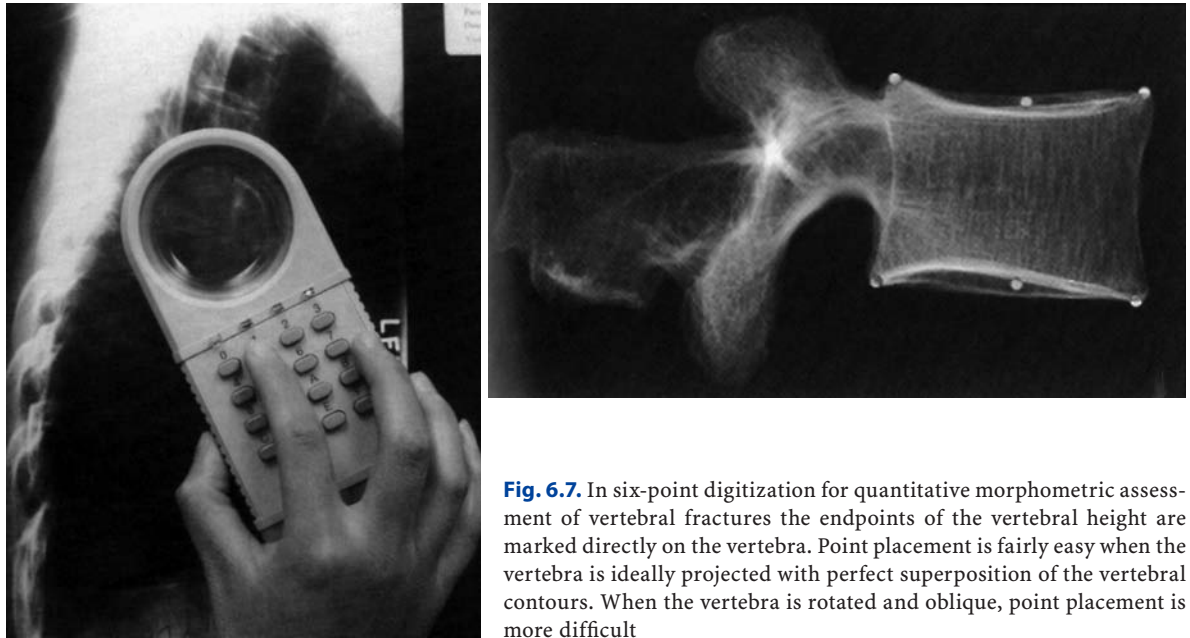 LE
Fig. 6.7. In six-point digitization for quantitative morphometric assess-
ment of vertebral fractures the endpoints of the vertebral height are
marked directly on the vertebra. Point placement is fairly easy when the
vertebra is ideally projected with perfect superposition of the vertebral
contours. When the vertebra is rotated and oblique, point placement is
more difficult